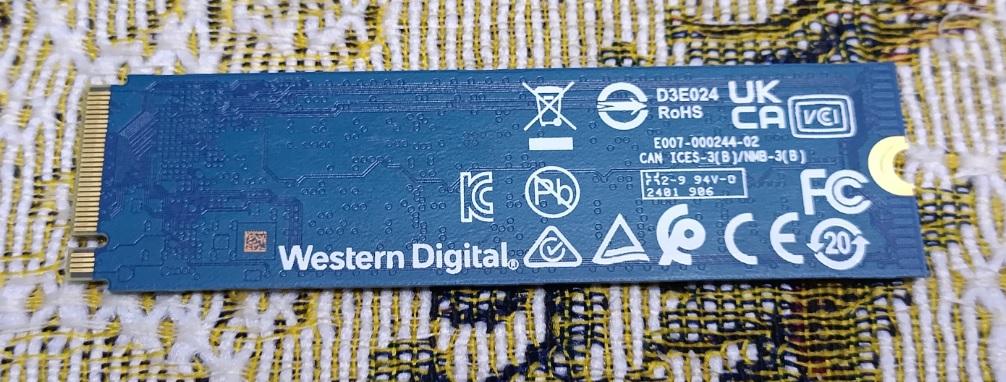 D3E024
RoHS
UK
CA
VCI
E007-000244-02
CAN ICES-3(B)/NMB-3(B)
94V-0
2401 906
Pb
FC
Western Digital®
CE
20